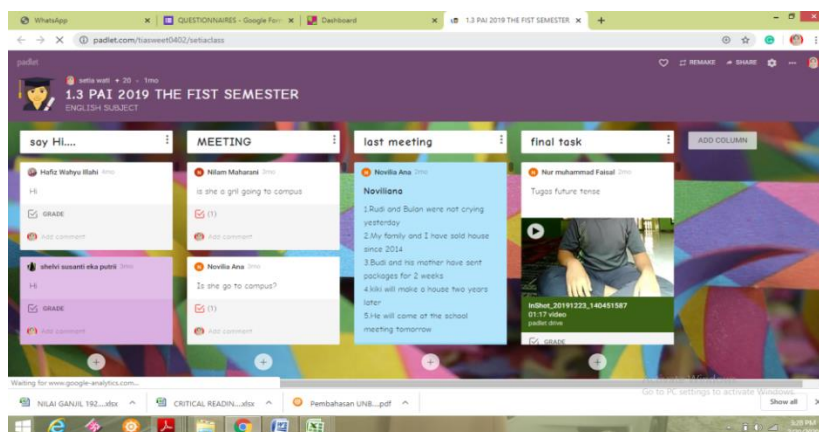 WhatsApp
QUESTIONNAIRES - Google For
Dashboard
1.3 PAI 2019 THE FIST SEMESTER
padlet.com/tiasweet0402/setiaclass
padlet
REMAKE
SHARE
setia wati + 20 - 1mo
1.3 PAI 2019 THE FIST SEMESTER
ENGLISH SUBJECT
say Hi....
Hafiz Wahyu Illahi 4mo
Hi
GRADE
Add comment
shelvi susanti eka putrii 3mo
Hi
GRADE
Add comment
MEETING
Nilam Maharani 3mo
is she a gril going to campus
(1)
Add comment
Novilia Ana 3mo
Is she go to campus?
(1)
Add comment
last meeting
Novilia Ana 2mo
Noviliana
1.Rudi and Bulan were not crying
yesterday
2.My family and I have sold house
since 2014
3.Budi and his mother have sent
packages for 2 weeks
4.kiki will make a house two years
later
5.He will come at the school
meeting tomorrow
final task
Nur muhammad Faisal 2mo
Tugas future tense
InShot_20191223_140451587
01:17 video
padlet drive
GRADE
ADD COLUMN
Waiting for www.google-analytics.com...
Go to PC settings to activate Windows.
NILAI GANJIL 192....xlsx
CRITICAL READIN....xlsx
Pembahasan UNB....pdf
Show all